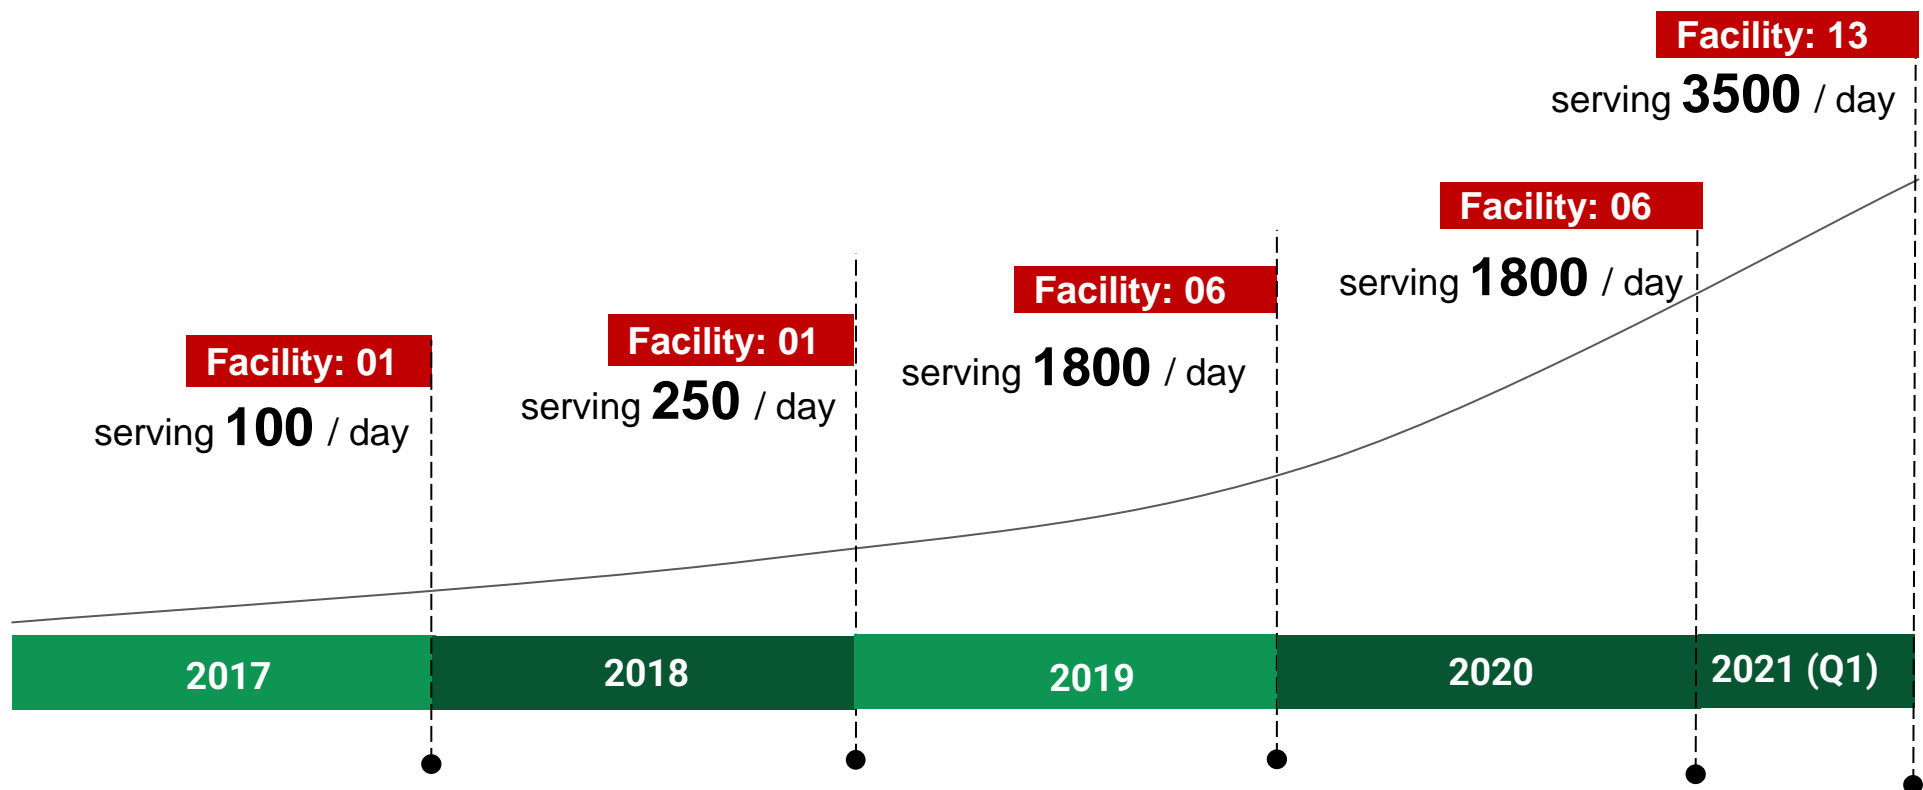 Facility: 13
serving 3500 / day
Facility: 06
serving 1800 / day
Facility: 06
serving 1800 / day
Facility: 01
serving 250 / day
Facility: 01
serving 100 / day
2017
2018
2019
2020
2021 (Q1)